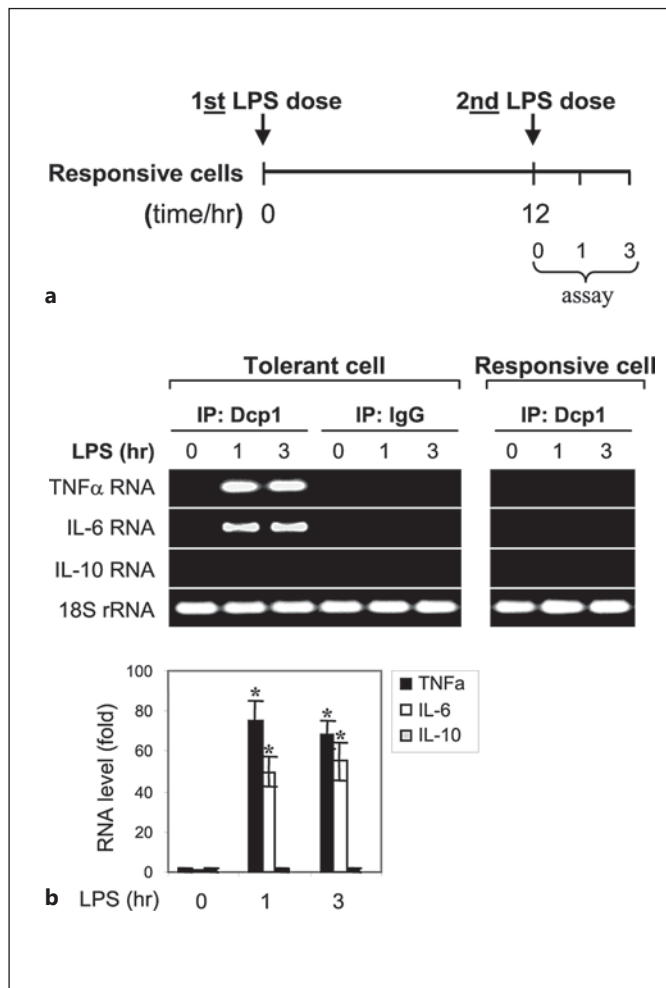 1st LPS dose 2nd LPS dose
Responsive cells
(time/hr) 0 12
0 1 3
assay
a
Tolerant cell Responsive cell
IP: Dcp1 IP: IgG IP: Dcp1
LPS (hr) 0 1 3 0 1 3 0 1 3
TNFα RNA
IL-6 RNA
IL-10 RNA
18S rRNA
100
80
60
40
20
0
RNA level (fold)
* * * *
TNFa
IL-6
IL-10
b LPS (hr) 0 1 3